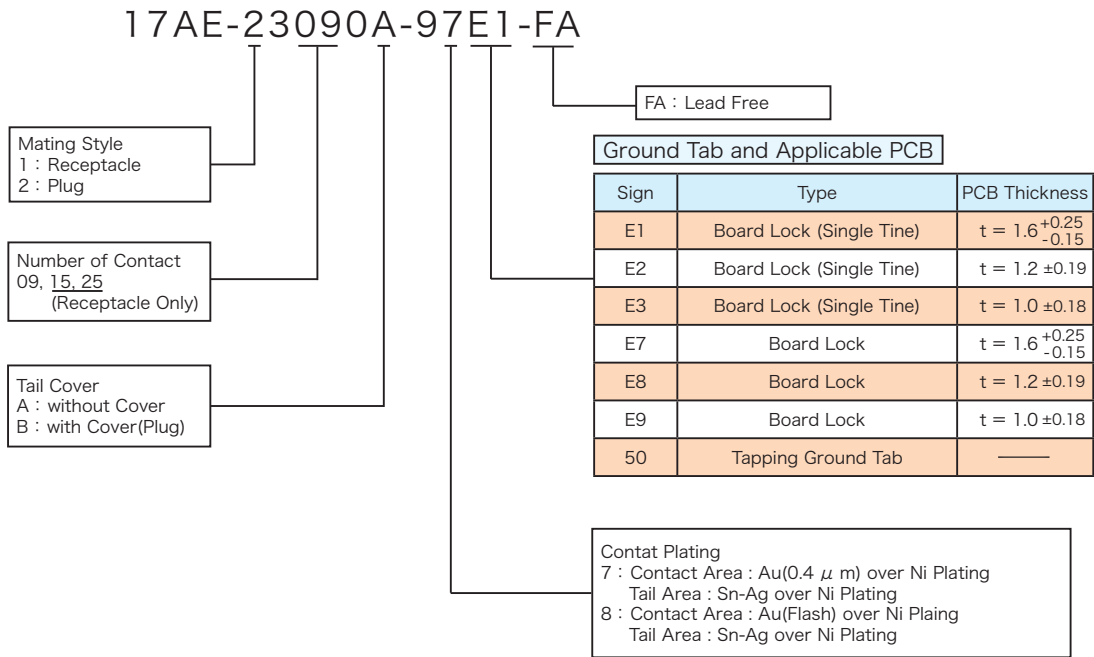 17AE-23090A-97E1-FA
FA : Lead Free
Mating Style
1 : Receptacle
2 : Plug
Number of Contact
09, 15, 25
(Receptacle Only)
Tail Cover
A : without Cover
B : with Cover(Plug)
Ground Tab and Applicable PCB
Sign Type PCB Thickness
E1 Board Lock (Single Tine) t = 1.6 +0.25 -0.15
E2 Board Lock (Single Tine) t = 1.2 ±0.19
E3 Board Lock (Single Tine) t = 1.0 ±0.18
E7 Board Lock t = 1.6 +0.25 -0.15
E8 Board Lock t = 1.2 ±0.19
E9 Board Lock t = 1.0 ±0.18
50 Tapping Ground Tab ―――
Contat Plating
7 : Contact Area : Au(0.4 μ m) over Ni Plating
Tail Area : Sn-Ag over Ni Plating
8 : Contact Area : Au(Flash) over Ni Plaing
Tail Area : Sn-Ag over Ni Plating